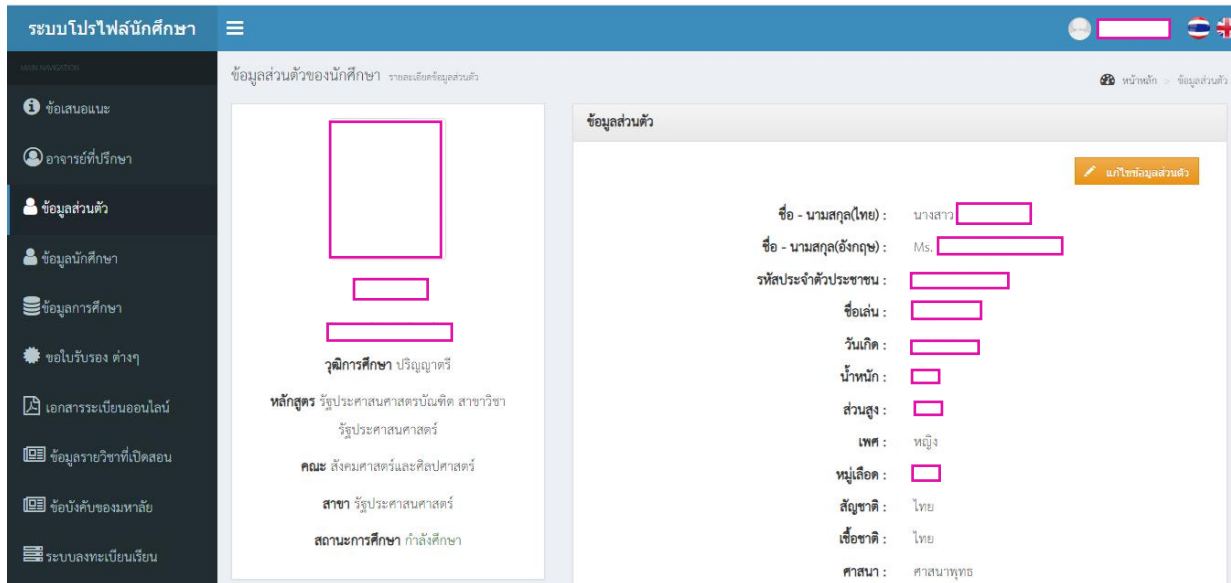 ระบบโปรไฟล์นักศึกษา
MAIN NAVIGATION
ข้อเสนอแนะ
อาจารย์ที่ปรึกษา
ข้อมูลส่วนตัว
ข้อมูลนักศึกษา
ข้อมูลการศึกษา
ขอใบรับรอง ต่างๆ
เอกสารระเบียนออนไลน์
ข้อมูลรายวิชาที่เปิดสอน
ข้อบังคับของมหาลัย
ระบบลงทะเบียนเรียน
ข้อมูลส่วนตัวของนักศึกษา รายละเอียดข้อมูลส่วนตัว
หน้าหลัก > ข้อมูลส่วนตัว
วุฒิการศึกษา ปริญญาตรี
หลักสูตร รัฐประศาสนศาสตรบัณฑิต สาขาวิชา
รัฐประศาสนศาสตร์
คณะ สังคมศาสตร์และศิลปศาสตร์
สาขา รัฐประศาสนศาสตร์
สถานะการศึกษา กำลังศึกษา
ข้อมูลส่วนตัว
แก้ไขข้อมูลส่วนตัว
ชื่อ - นามสกุล(ไทย) : นางสาว
ชื่อ - นามสกุล(อังกฤษ) : Ms.
รหัสประจำตัวประชาชน :
ชื่อเล่น :
วันเกิด :
น้ำหนัก :
ส่วนสูง :
เพศ : หญิง
หมู่เลือด :
สัญชาติ : ไทย
เชื้อชาติ : ไทย
ศาสนา : ศาสนาพุทธ